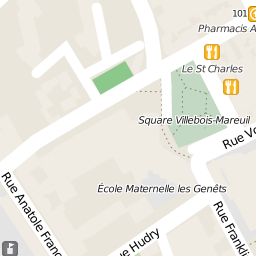 101
Pharmacis A
Le St Charles
Square Villebois-Mareuil
Rue Vo
École Maternelle les Genêts
Rue Anatole Franc
Rue Frankli
Hudry